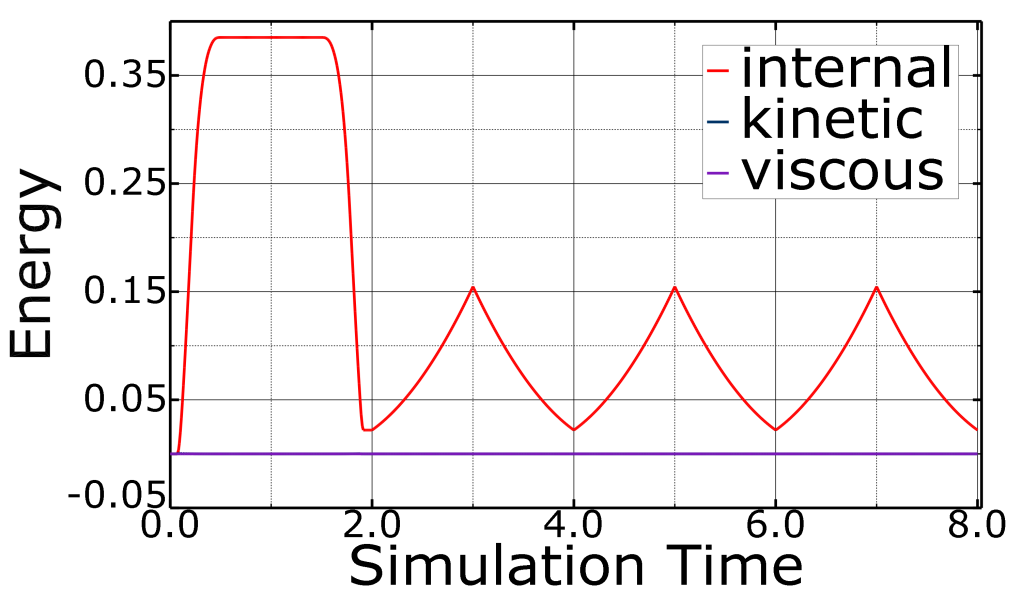 internal
kinetic
viscous
0.35
0.25
0.15
0.05
-0.05
Energy
0.0 2.0 4.0 6.0 8.0
Simulation Time